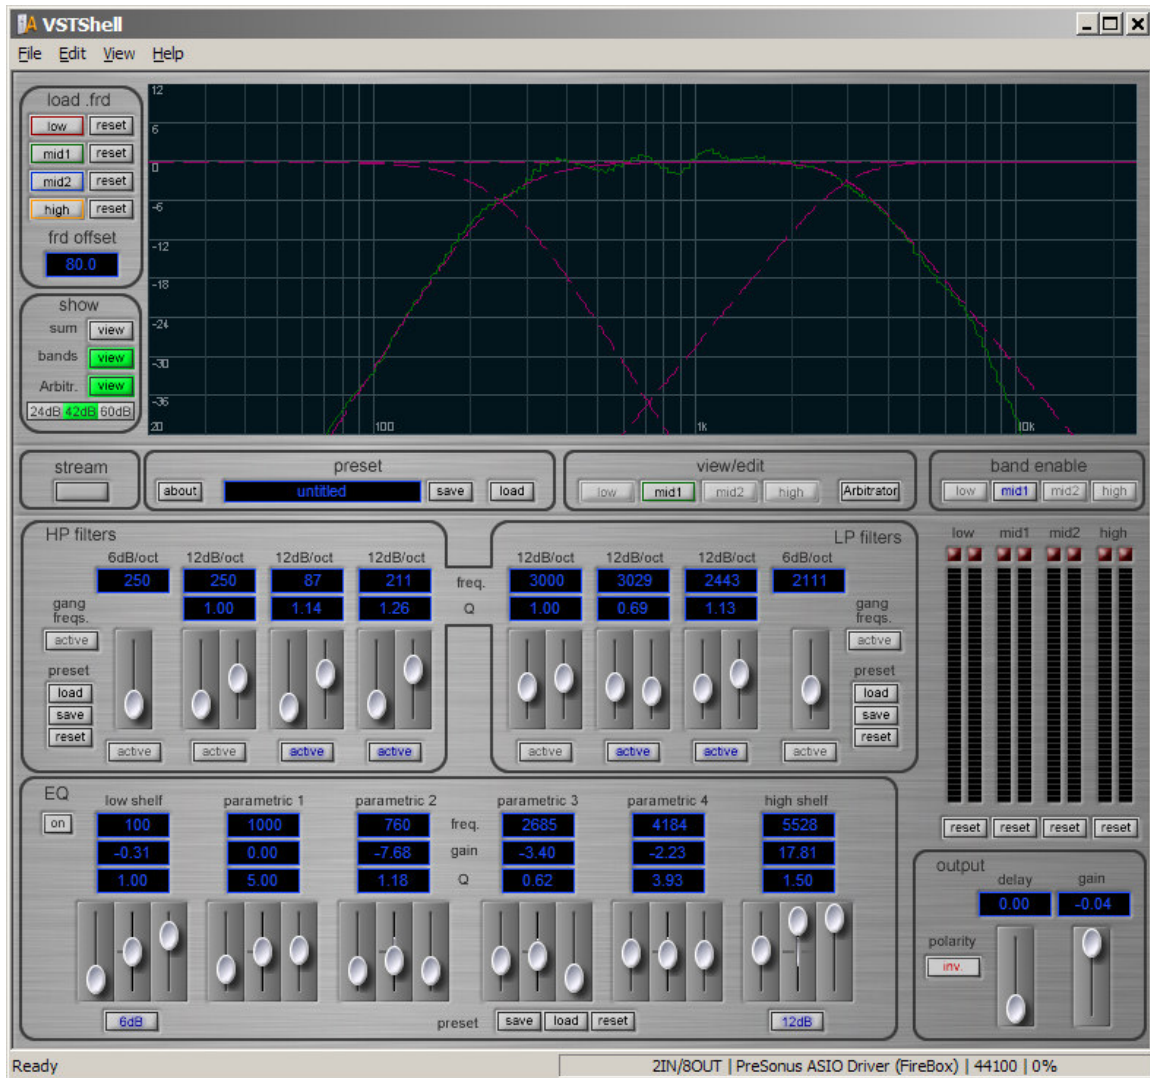 VSTShell
File Edit View Help
load .frd
low reset
mid1 reset
mid2 reset
high reset
frd offset
80.0
show
sum view
bands view
Arbitr. view
24dB 42dB 60dB
12
6
0
-6
-12
-18
-24
-30
-36
20 100 1k 10k
stream
preset
about untitled save load
view/edit
low mid1 mid2 high Arbitrator
band enable
low mid1 mid2 high
HP filters
6dB/oct 12dB/oct 12dB/oct 12dB/oct
250 250 87 211
1.00 1.14 1.26
gang freqs.
active
preset
load
save
reset
active active active active
freq.
Q
LP filters
12dB/oct 12dB/oct 12dB/oct 6dB/oct
3000 3029 2443 2111
1.00 0.69 1.13
gang freqs.
active
preset
load
save
reset
active active active active
low mid1 mid2 high
reset reset reset reset
EQ
on
low shelf parametric 1 parametric 2 parametric 3 parametric 4 high shelf
100 1000 760 freq. 2685 4184 5528
-0.31 0.00 -7.68 gain -3.40 -2.23 17.81
1.00 5.00 1.18 Q 0.62 3.93 1.50
6dB preset save load reset 12dB
output
delay gain
0.00 -0.04
polarity
inv.
Ready 2IN/8OUT | PreSonus ASIO Driver (FireBox) | 44100 | 0%